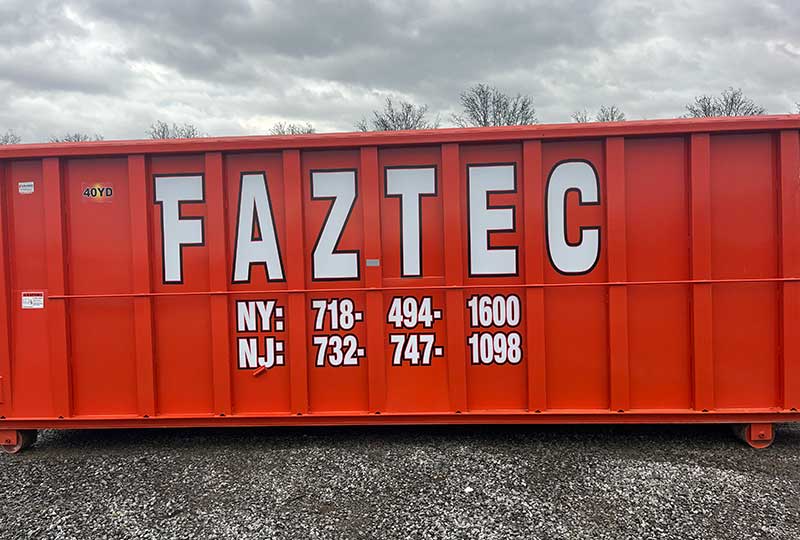 40YD
FAZTEC
NY: 718- 494- 1600
NJ: 732- 747- 1098